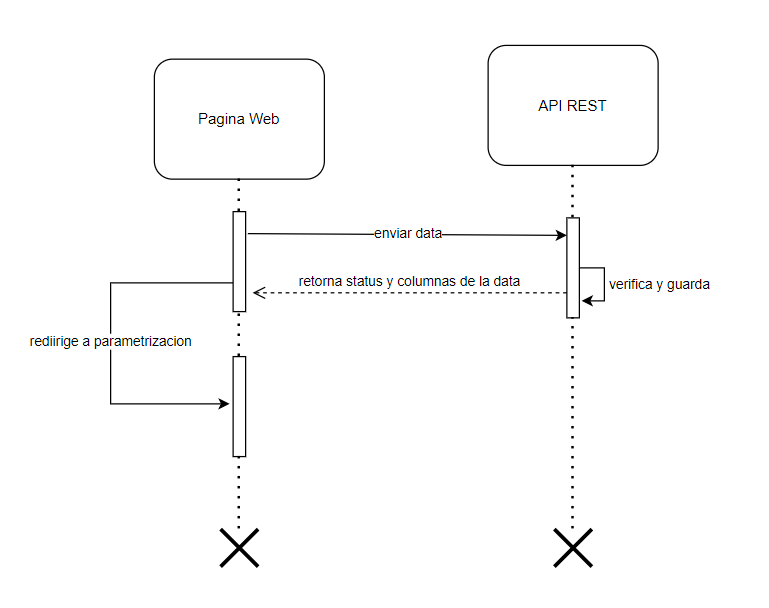 Pagina Web
API REST
enviar data
retorna status y columnas de la data
verifica y guarda
rediirige a parametrizacion